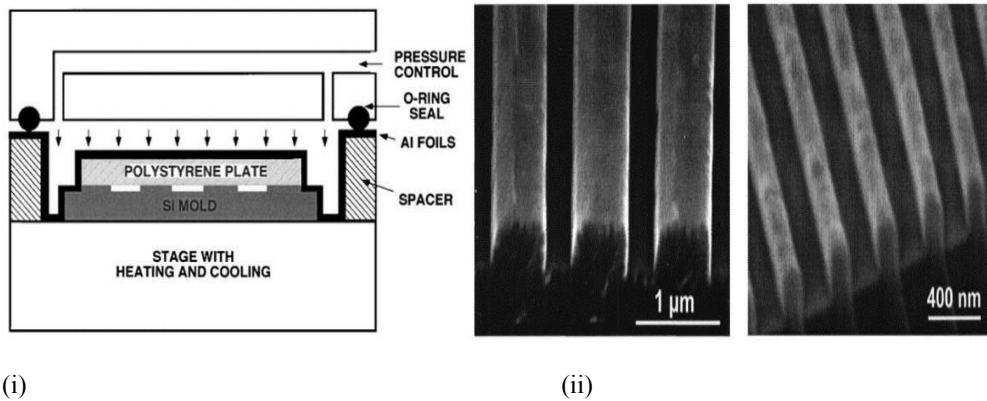 PRESSURE
CONTROL
O-RING
SEAL
Al FOILS
POLYSTYRENE PLATE
SPACER
Si MOLD
STAGE WITH
HEATING AND COOLING
1 µm
400 nm
(i)
(ii)